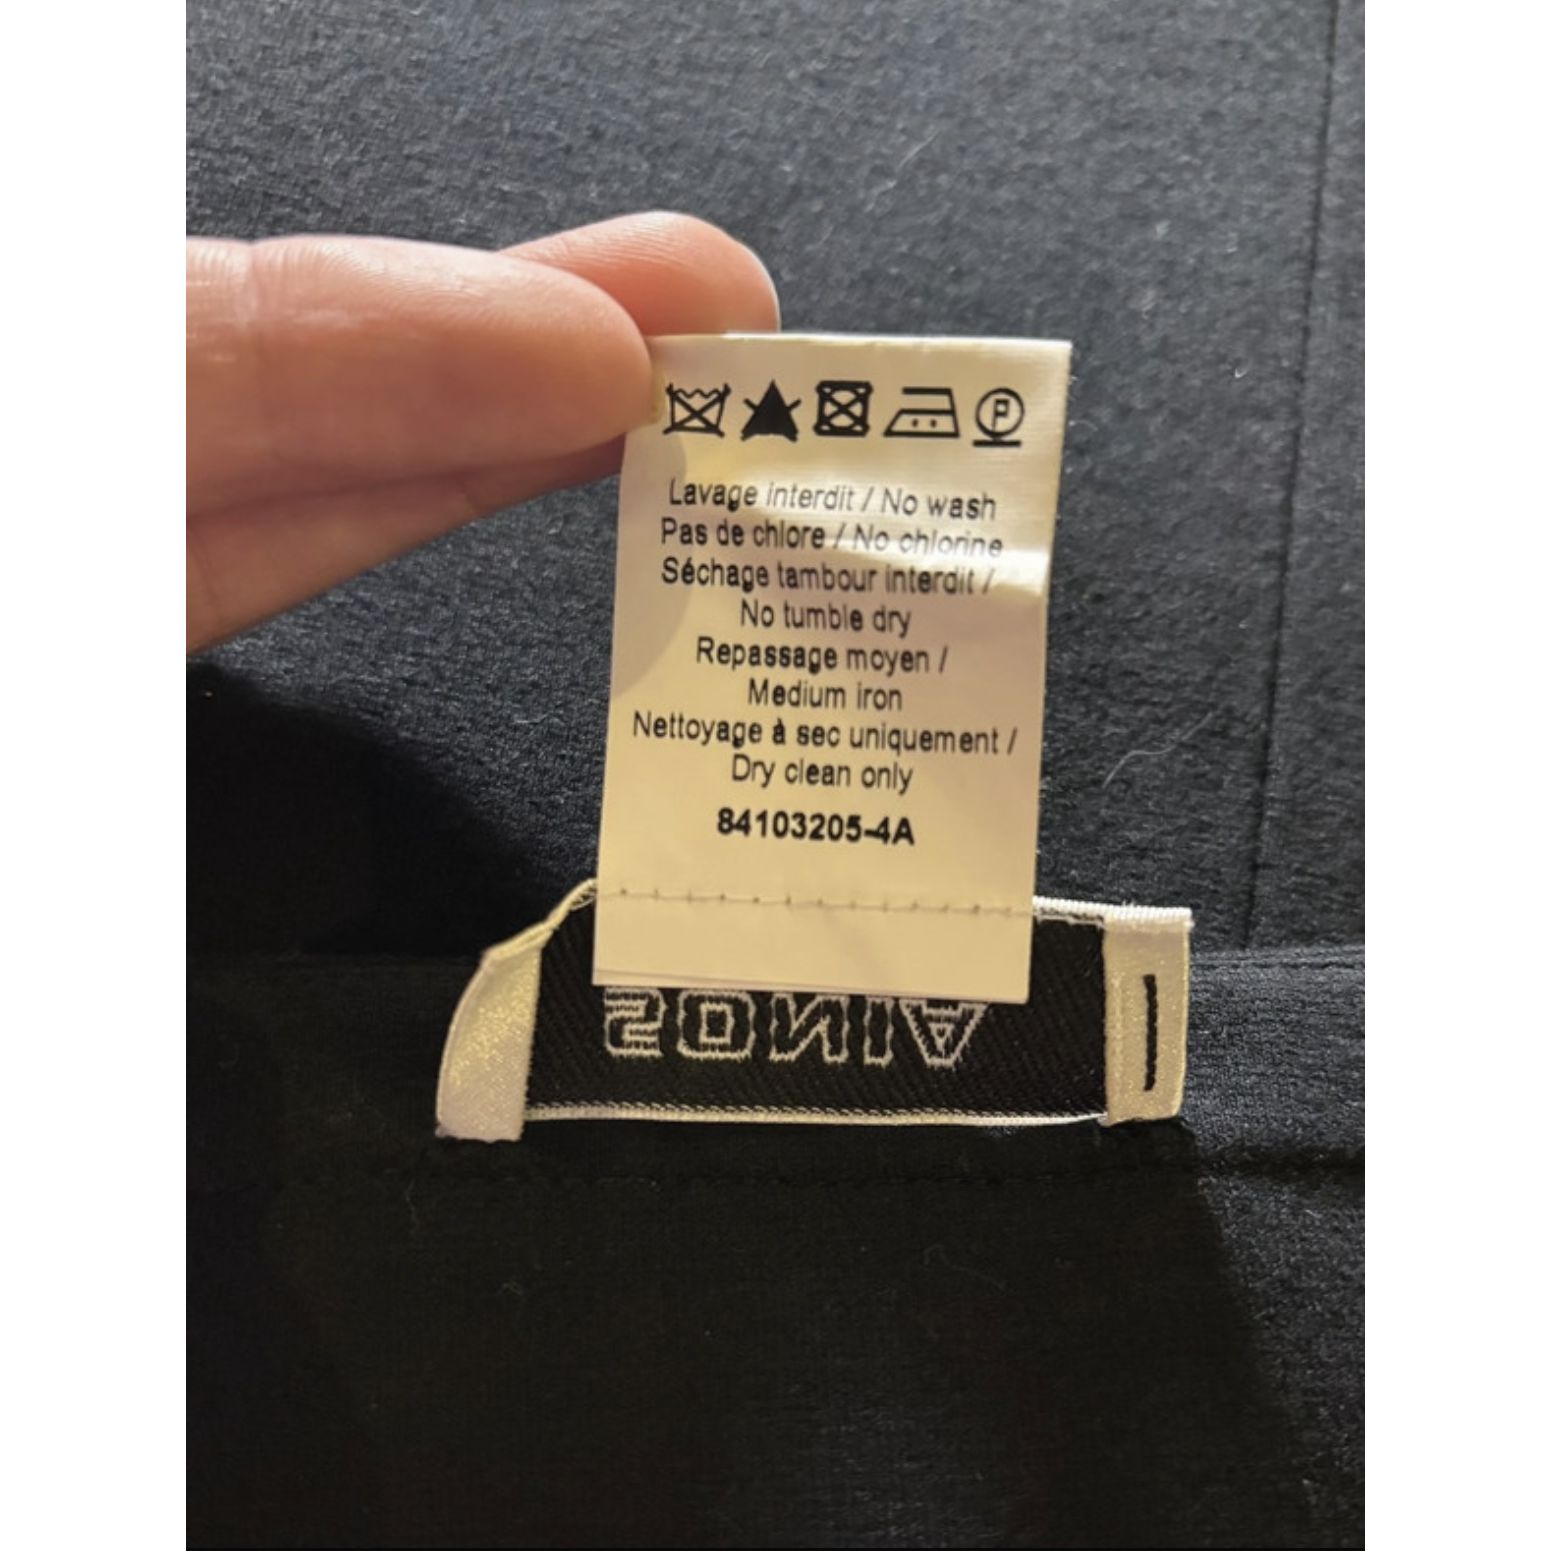 P
Lavage interdit / No wash
Pas de chlore / No chlorine
Séchage tambour interdit /
No tumble dry
Repassage moyen /
Medium iron
Nettoyage à sec uniquement /
Dry clean only
84103205-4A
SONIA